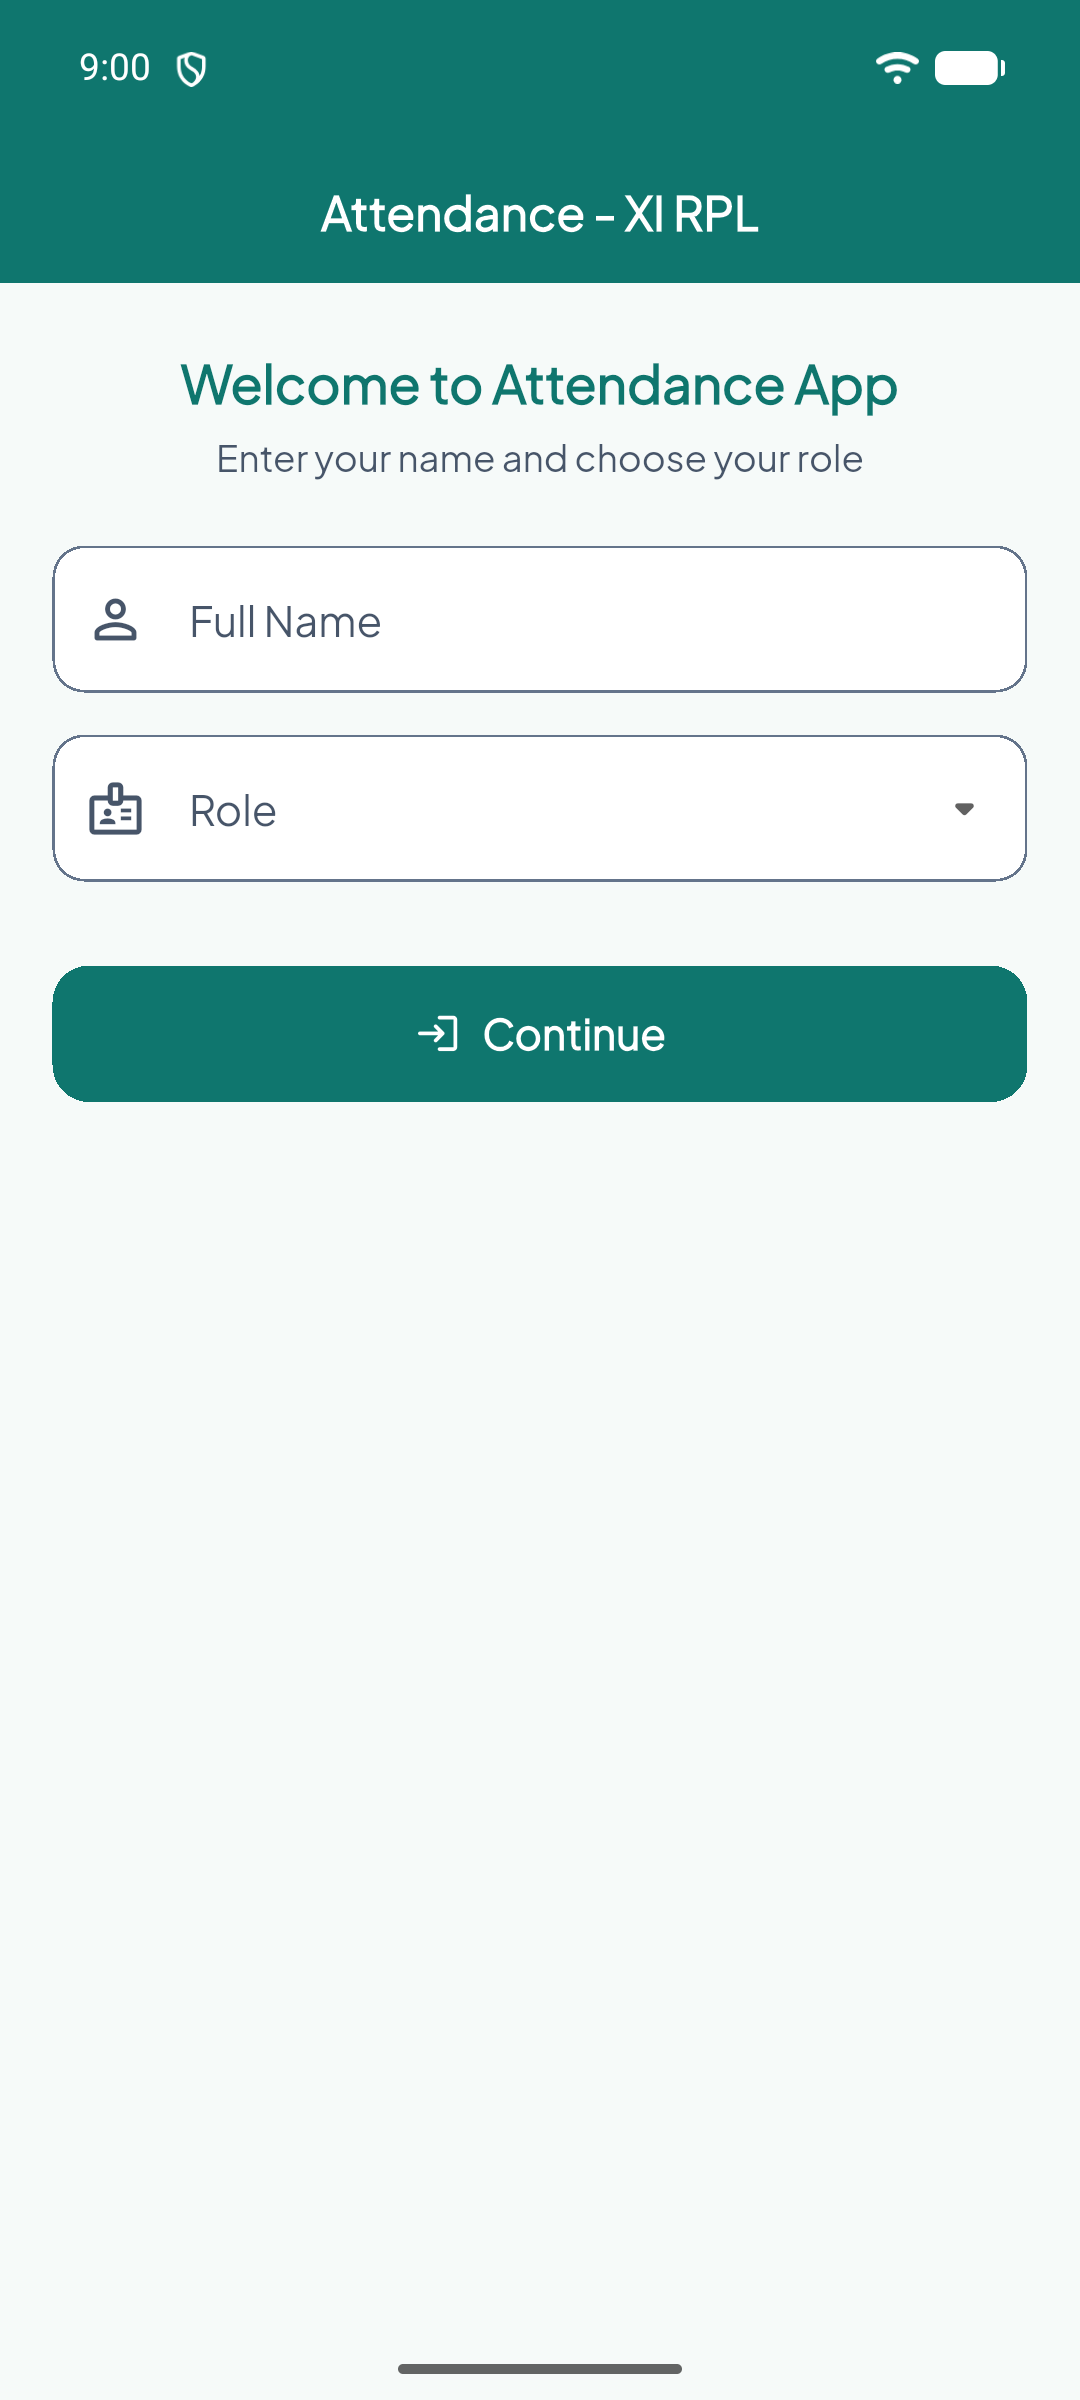 9:00
Attendance - XI RPL
Welcome to Attendance App
Enter your name and choose your role
Full Name
Role
Continue